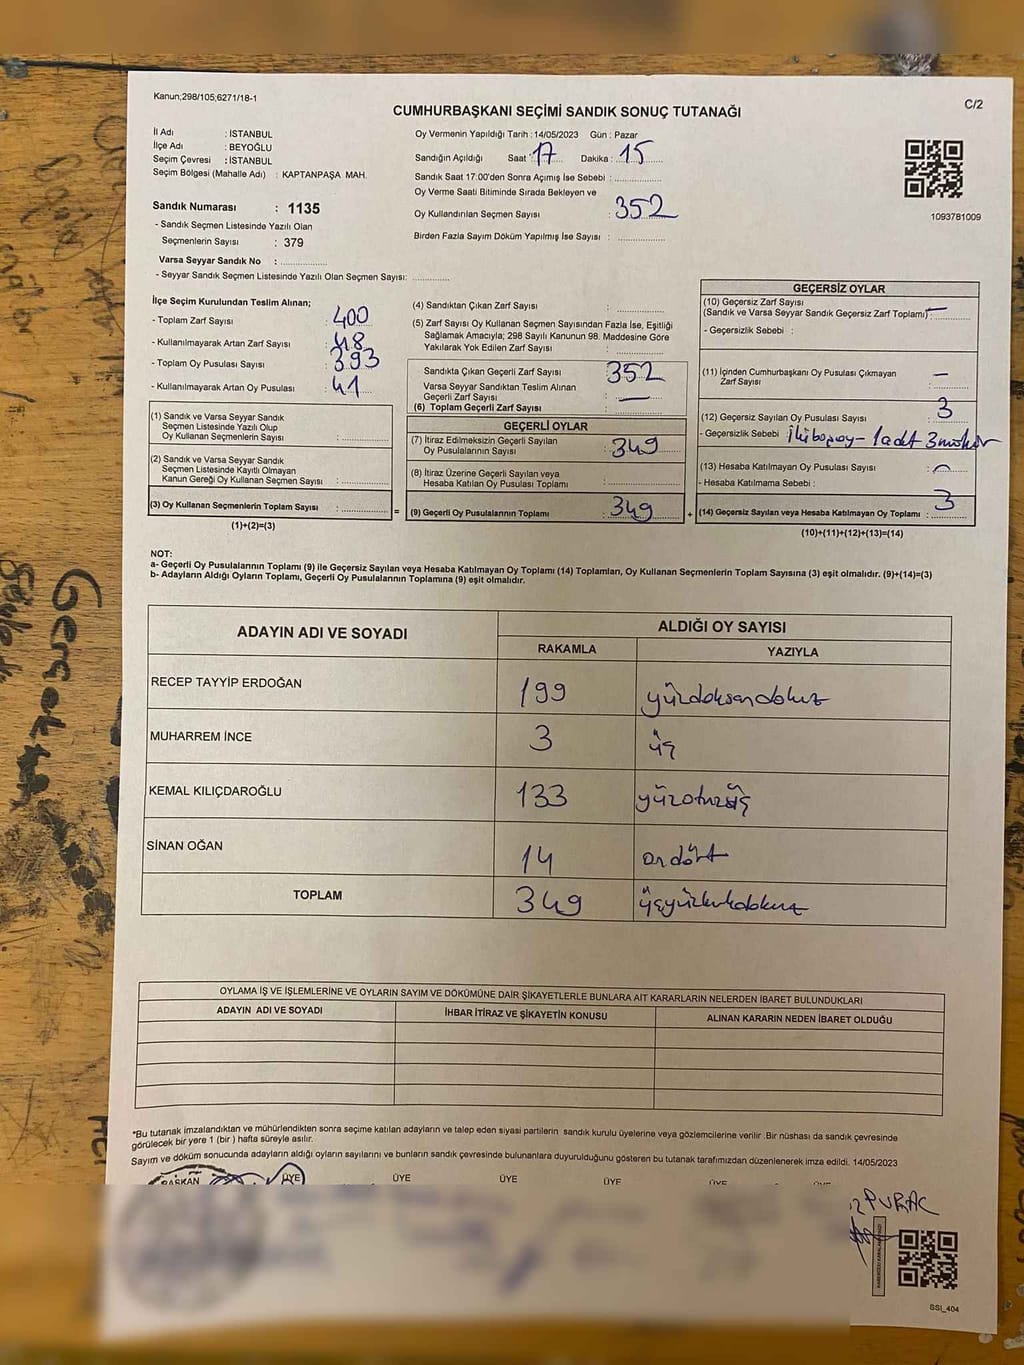 Kanun;298/105;6271/18-1
C/2
CUMHURBAŞKANI SEÇİMİ SANDIK SONUÇ TUTANAĞI
İl Adı : İSTANBUL
İlçe Adı : BEYOĞLU
Seçim Çevresi : İSTANBUL
Seçim Bölgesi (Mahalle Adı) : KAPTANPAŞA MAH.
Sandık Numarası : 1135
- Sandık Seçmen Listesinde Yazılı Olan
Seçmenlerin Sayısı : 379
Varsa Seyyar Sandık No :
- Seyyar Sandık Seçmen Listesinde Yazılı Olan Seçmen Sayısı:
Oy Vermenin Yapıldığı Tarih : 14/05/2023 Gün : Pazar
Sandığın Açıldığı Saat : 17 Dakika : 15
Sandık Saat 17:00'den Sonra Açılmış İse Sebebi :
Oy Verme Saati Bitiminde Sırada Bekleyen ve
Oy Kullandırılan Seçmen Sayısı : 352
Birden Fazla Sayım Döküm Yapılmış İse Sayısı :
1093781009
İlçe Seçim Kurulundan Teslim Alınan;
- Toplam Zarf Sayısı : 400
- Kullanılmayarak Artan Zarf Sayısı : 48
- Toplam Oy Pusulası Sayısı : 393
- Kullanılmayarak Artan Oy Pusulası : 41
(1) Sandık ve Varsa Seyyar Sandık
Seçmen Listesinde Yazılı Olup
Oy Kullanan Seçmenlerin Sayısı :
(2) Sandık ve Varsa Seyyar Sandık
Seçmen Listesinde Kayıtlı Olmayan
Kanun Gereği Oy Kullanan Seçmen Sayısı :
(3) Oy Kullanan Seçmenlerin Toplam Sayısı :
(1)+(2)=(3)
(4) Sandıktan Çıkan Zarf Sayısı :
(5) Zarf Sayısı Oy Kullanan Seçmen Sayısından Fazla İse, Eşitliği
Sağlamak Amacıyla; 298 Sayılı Kanunun 98. Maddesine Göre
Yakılarak Yok Edilen Zarf Sayısı :
Sandıkta Çıkan Geçerli Zarf Sayısı : 352
Varsa Seyyar Sandıktan Teslim Alınan
Geçerli Zarf Sayısı : —
(6) Toplam Geçerli Zarf Sayısı :
GEÇERLİ OYLAR
(7) İtiraz Edilmeksizin Geçerli Sayılan
Oy Pusulalarının Sayısı : 349
(8) İtiraz Üzerine Geçerli Sayılan veya
Hesaba Katılan Oy Pusulası Toplamı :
= (9) Geçerli Oy Pusulalarının Toplamı : 349
GEÇERSİZ OYLAR
(10) Geçersiz Zarf Sayısı
(Sandık ve Varsa Seyyar Sandık Geçersiz Zarf Toplamı) : —
- Geçersizlik Sebebi :
(11) İçinden Cumhurbaşkanı Oy Pusulası Çıkmayan
Zarf Sayısı : —
(12) Geçersiz Sayılan Oy Pusulası Sayısı : 3
- Geçersizlik Sebebi : iki boş oy- 1 adet 3 mühür
(13) Hesaba Katılmayan Oy Pusulası Sayısı : —
- Hesaba Katılmama Sebebi :
+ (14) Geçersiz Sayılan veya Hesaba Katılmayan Oy Toplamı : 3
(10)+(11)+(12)+(13)=(14)
NOT:
a- Geçerli Oy Pusulalarının Toplamı (9) ile Geçersiz Sayılan veya Hesaba Katılmayan Oy Toplamı (14) Toplamları, Oy Kullanan Seçmenlerin Toplam Sayısına (3) eşit olmalıdır. (9)+(14)=(3)
b- Adayların Aldığı Oyların Toplamı, Geçerli Oy Pusulalarının Toplamına (9) eşit olmalıdır.
ADAYIN ADI VE SOYADI ALDIĞI OY SAYISI
RAKAMLA YAZIYLA
RECEP TAYYİP ERDOĞAN 199 yüzdoksandokuz
MUHARREM İNCE 3 üç
KEMAL KILIÇDAROĞLU 133 yüzotuzüç
SİNAN OĞAN 14 ondört
TOPLAM 349 üçyüzkırkdokuz
OYLAMA İŞ VE İŞLEMLERİNE VE OYLARIN SAYIM VE DÖKÜMÜNE DAİR ŞİKAYETLERLE BUNLARA AİT KARARLARIN NELERDEN İBARET BULUNDUKLARI
ADAYIN ADI VE SOYADI İHBAR İTİRAZ VE ŞİKAYETİN KONUSU ALINAN KARARIN NEDEN İBARET OLDUĞU
*Bu tutanak imzalandıktan ve mühürlendikten sonra seçime katılan adayların ve talep eden siyasi partilerin sandık kurulu üyelerine veya gözlemcilerine verilir .Bir nüshası da sandık çevresinde
görülecek bir yere 1 (bir ) hafta süreyle asılır.
Sayım ve döküm sonucunda adayların aldığı oyların sayılarını ve bunların sandık çevresinde bulunanlara duyurulduğunu gösteren bu tutanak tarafımızdan düzenlenerek imza edildi. 14/05/2023
BAŞKAN ÜYE ÜYE ÜYE ÜYE ÜYE ÜYE
SSI_404